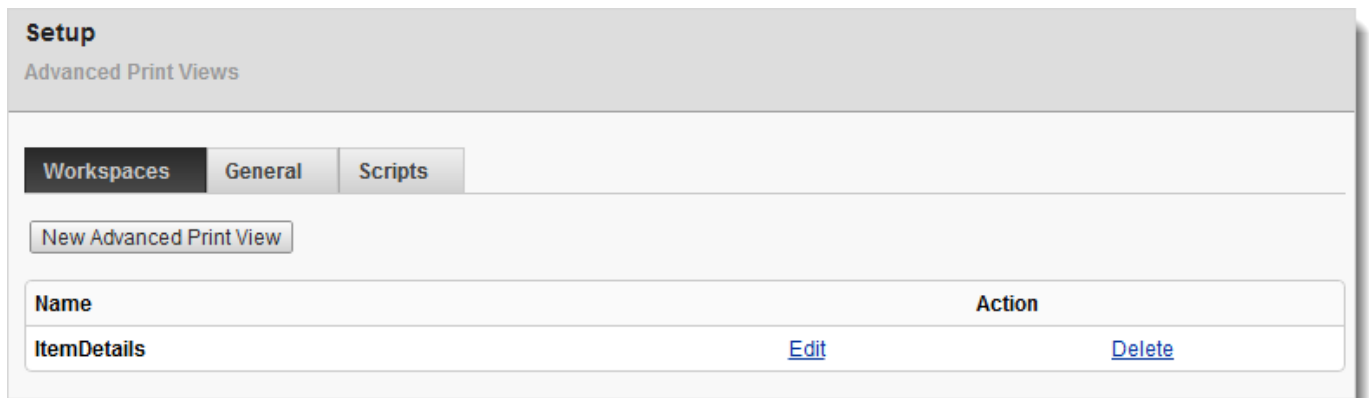 Setup
Advanced Print Views
Workspaces General Scripts
New Advanced Print View
Name Action
ItemDetails Edit Delete